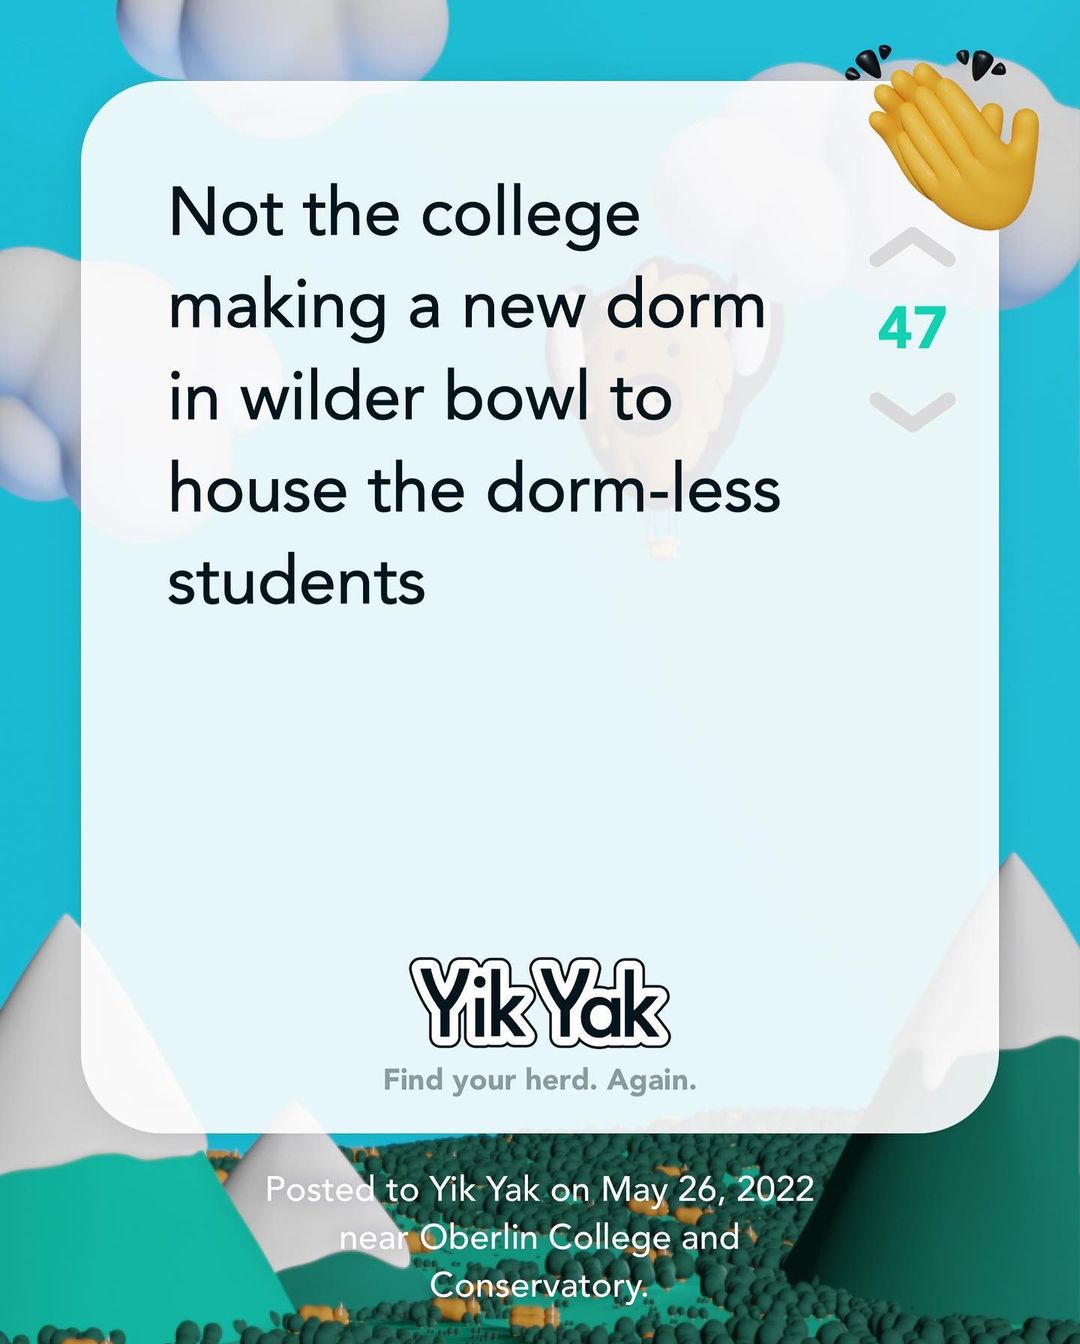 Not the college
making a new dorm
in wilder bowl to
house the dorm-less
students
47
Yik Yak
Find your herd. Again.
Posted to Yik Yak on May 26, 2022
near Oberlin College and
Conservatory.